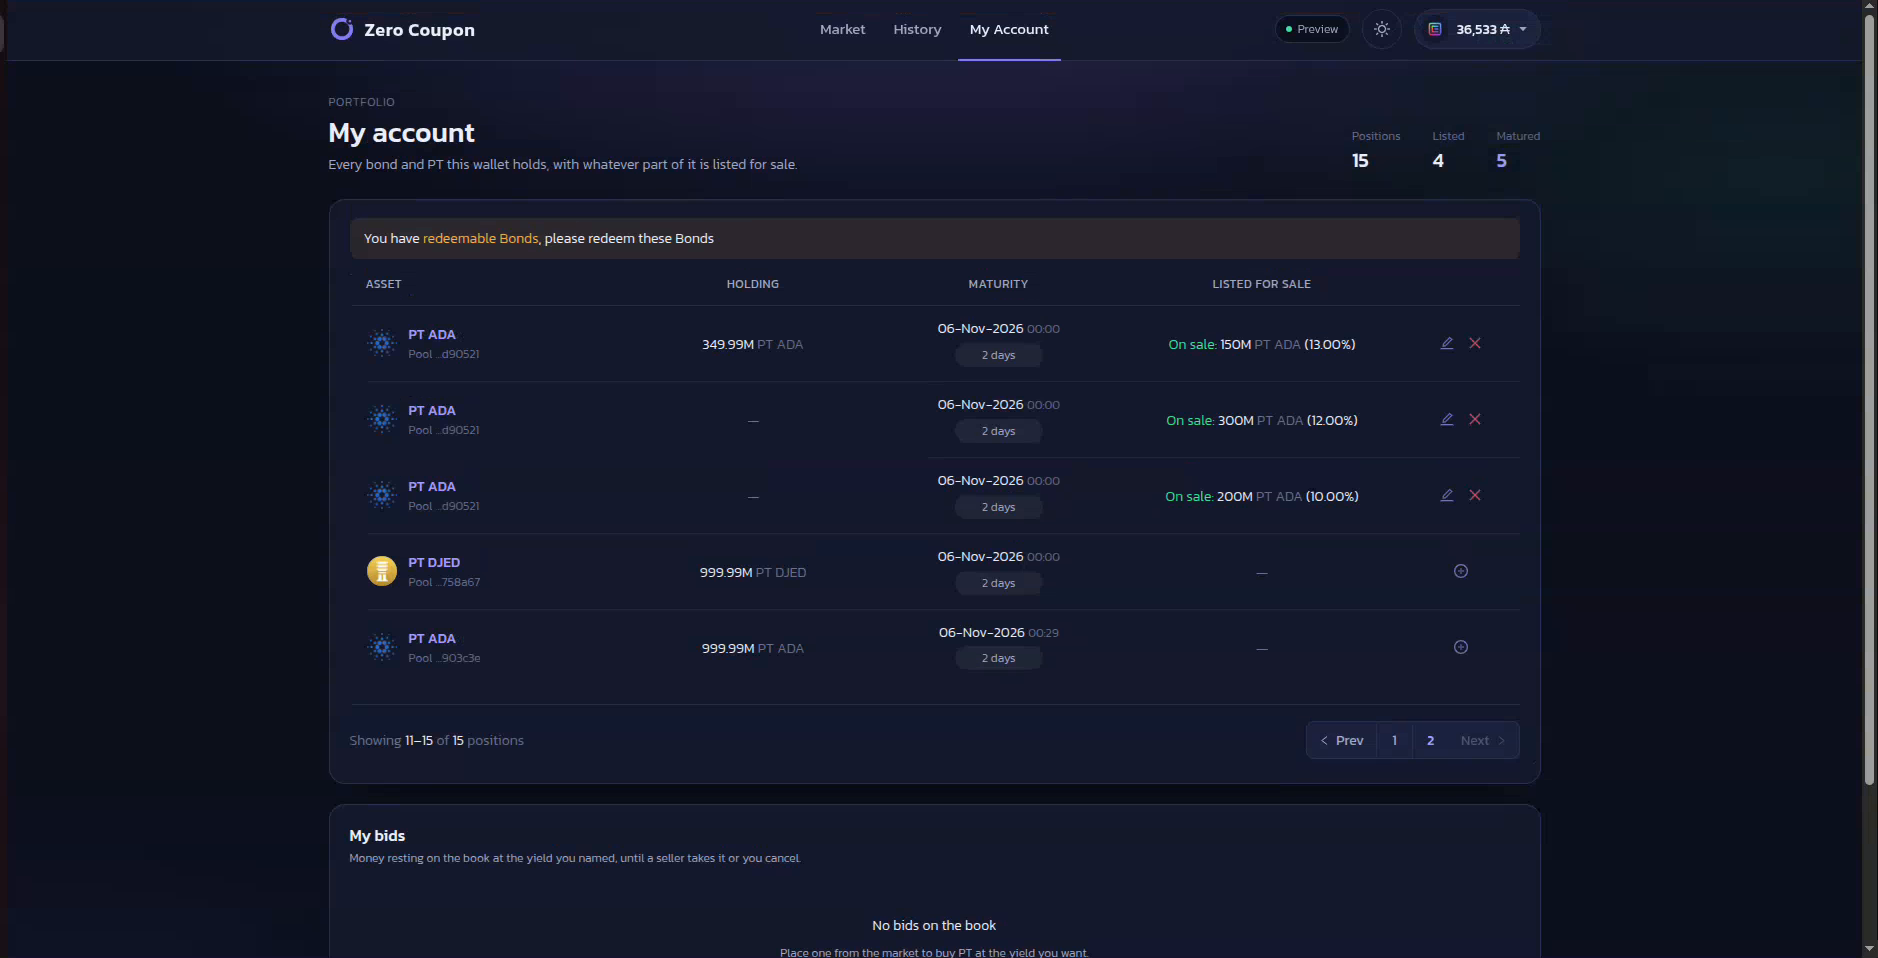 Zero Coupon
Market
History
My Account
Preview
36,533 ₳
PORTFOLIO
My account
Every bond and PT this wallet holds, with whatever part of it is listed for sale.
Positions
Listed
Matured
15
4
5
You have redeemable Bonds, please redeem these Bonds
ASSET
HOLDING
MATURITY
LISTED FOR SALE
PT ADA
Pool ...d90521
349.99M PT ADA
06-Nov-2026 00:00
2 days
On sale: 150M PT ADA (13.00%)
PT ADA
Pool ...d90521
—
06-Nov-2026 00:00
2 days
On sale: 300M PT ADA (12.00%)
PT ADA
Pool ...d90521
—
06-Nov-2026 00:00
2 days
On sale: 200M PT ADA (10.00%)
PT DJED
Pool ...758a67
999.99M PT DJED
06-Nov-2026 00:00
2 days
—
PT ADA
Pool ...903c3e
999.99M PT ADA
06-Nov-2026 00:29
2 days
—
Showing 11–15 of 15 positions
Prev
1
2
Next
My bids
Money resting on the book at the yield you named, until a seller takes it or you cancel.
No bids on the book
Place one from the market to buy PT at the yield you want.